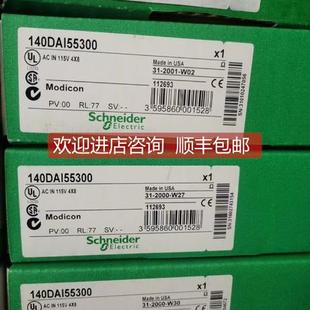 140DAI55300
x1
AC IN 115V 4X8
Made in USA
31-2001-W02
Modicon
112693
PV:00 RL:77 SV:--
3 595860 001528
Schneider
Electric
欢迎进店咨询 顺丰包邮
140DAI55300
x1
AC IN 115V 4X8
Made in USA
31-2000-W27
Modicon
112693
PV:00 RL:77 SV:--
3 595860 001528
Schneider
Electric
140DAI55300
x1
AC IN 115V 4X8
Made in USA
31-2000-W30